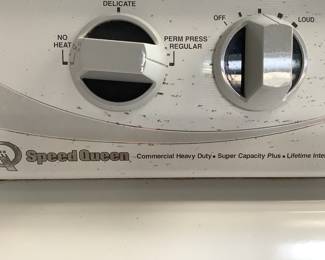 DELICATE
NO HEAT
PERM PRESS
REGULAR
OFF
LOUD
Speed Queen Commercial Heavy Duty • Super Capacity Plus • Lifetime Inte